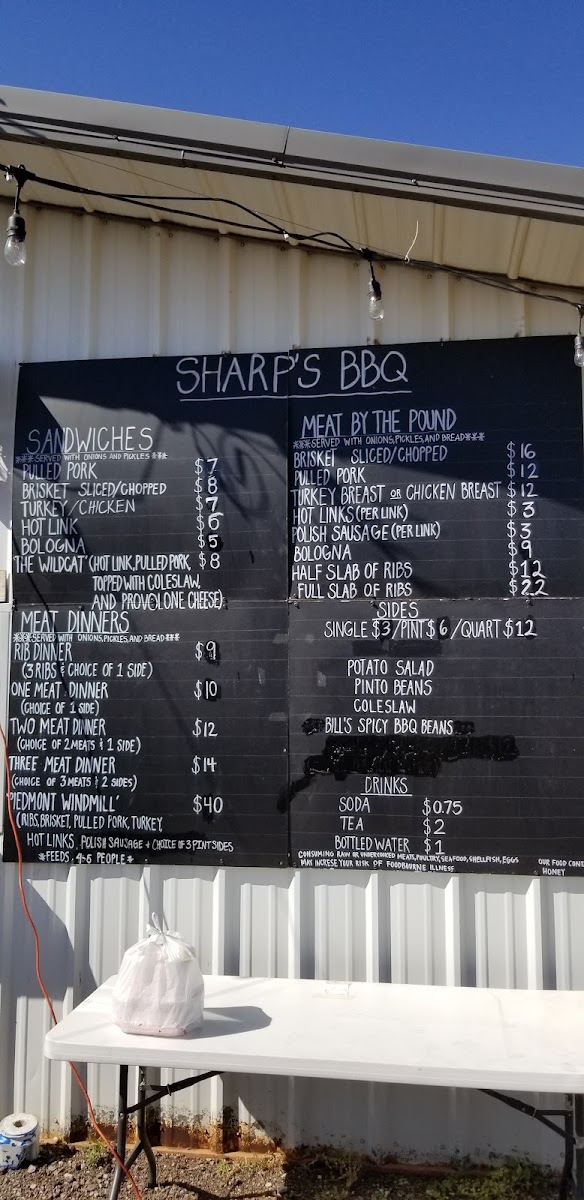 SHARP'S BBQ
SANDWICHES
***SERVED WITH ONIONS AND PICKLES***
PULLED PORK $7
BRISKET SLICED/CHOPPED $8
TURKEY/CHICKEN $7
HOT LINK $6
BOLOGNA $5
THE WILDCAT (HOT LINK, PULLED PORK, $8
TOPPED WITH COLESLAW,
AND PROVOLONE CHEESE)
MEAT DINNERS
***SERVED WITH ONIONS, PICKLES, AND BREAD***
RIB DINNER $9
(3 RIBS & CHOICE OF 1 SIDE)
ONE MEAT DINNER $10
(CHOICE OF 1 SIDE)
TWO MEAT DINNER $12
(CHOICE OF 2 MEATS & 1 SIDE)
THREE MEAT DINNER $14
(CHOICE OF 3 MEATS & 2 SIDES)
'PIEDMONT WINDMILL' $40
(RIBS, BRISKET, PULLED PORK, TURKEY,
HOT LINKS, POLISH SAUSAGE + CHOICE OF 3 PINT SIDES
*FEEDS 4-6 PEOPLE*
MEAT BY THE POUND
***SERVED WITH ONIONS, PICKLES, AND BREAD***
BRISKET SLICED/CHOPPED $16
PULLED PORK $12
TURKEY BREAST OR CHICKEN BREAST $12
HOT LINKS (PER LINK) $3
POLISH SAUSAGE (PER LINK) $3
BOLOGNA $9
HALF SLAB OF RIBS $12
FULL SLAB OF RIBS $22
SIDES
SINGLE $3/PINT $6/QUART $12
POTATO SALAD
PINTO BEANS
COLESLAW
BILL'S SPICY BBQ BEANS
DRINKS
SODA $0.75
TEA $2
BOTTLED WATER $1
CONSUMING RAW OR UNDERCOOKED MEATS, POULTRY, SEAFOOD, SHELLFISH, EGGS
MAY INCRESE YOUR RISK OF FOODBOURNE ILLNESS
OUR FOOD CONT
HONEY